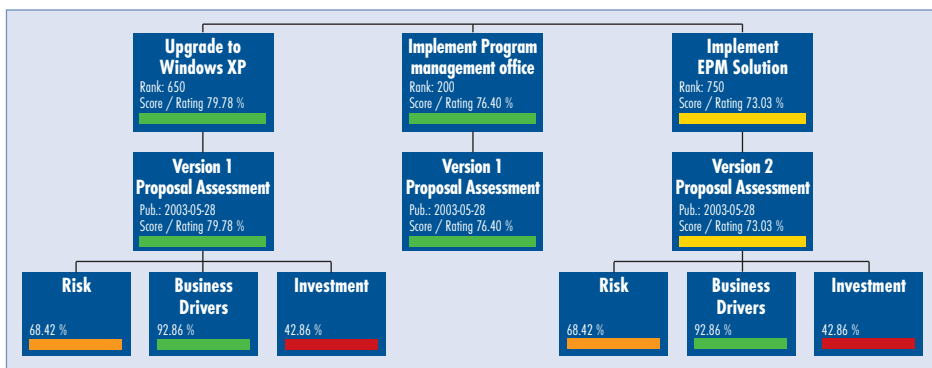 Upgrade to
Windows XP
Rank: 650
Score / Rating 79.78 %
Implement Program
management office
Rank: 200
Score / Rating 76.40 %
Implement
EPM Solution
Rank: 750
Score / Rating 73.03 %
Version 1
Proposal Assessment
Pub.: 2003-05-28
Score / Rating 79.78 %
Version 1
Proposal Assessment
Pub.: 2003-05-28
Score / Rating 76.40 %
Version 2
Proposal Assessment
Pub.: 2003-05-28
Score / Rating 73.03 %
Risk
68.42 %
Business
Drivers
92.86 %
Investment
42.86 %
Risk
68.42 %
Business
Drivers
92.86 %
Investment
42.86 %